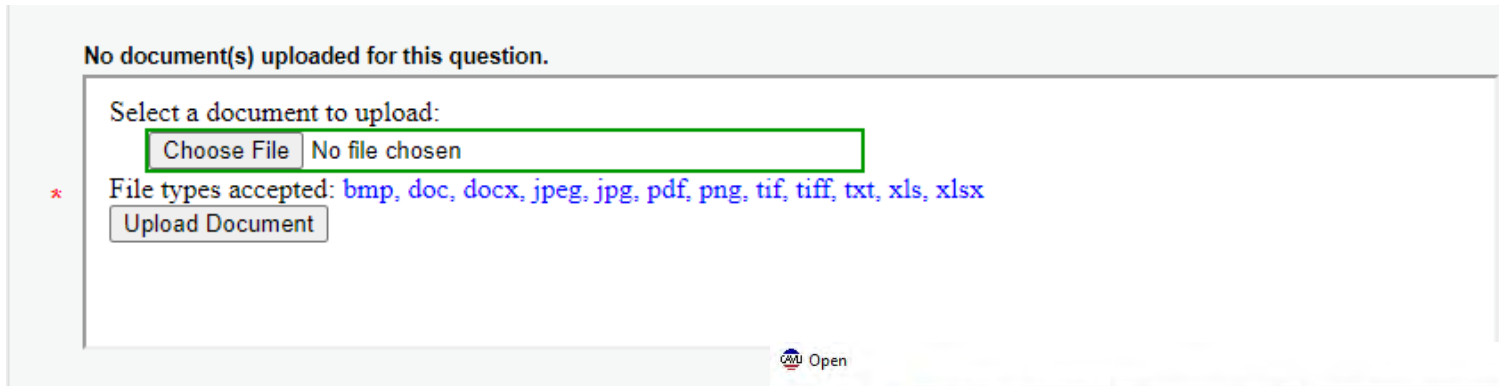 No document(s) uploaded for this question.
Select a document to upload:
Choose File No file chosen
* File types accepted: bmp, doc, docx, jpeg, jpg, pdf, png, tif, tiff, txt, xls, xlsx
Upload Document
CAVU Open